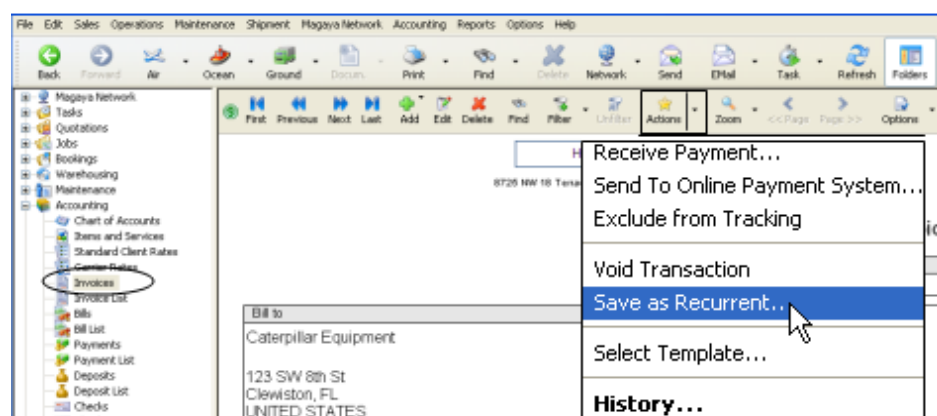 File Edit Sales Operations Maintenance Shipment Magaya Network Accounting Reports Options Help
Back Forward Air Ocean Ground Docum. Print Find Delete Network Send EMail Task Refresh Folders
Magaya Network
Tasks
Quotations
Jobs
Bookings
Warehousing
Maintenance
Accounting
Chart of Accounts
Items and Services
Standard Client Rates
Carrier Rates
Invoices
Invoice List
Bills
Bill List
Payments
Payment List
Deposits
Deposit List
Checks
First Previous Next Last Add Edit Delete Find Filter Unfilter Actions Zoom <<Page Page >> Options
H
8725 NW 18 Terra
Bill to
Caterpillar Equipment
123 SW 8th St
Clewiston, FL
UNITED STATES
Receive Payment...
Send To Online Payment System...
Exclude from Tracking
Void Transaction
Save as Recurrent...
Select Template...
History...